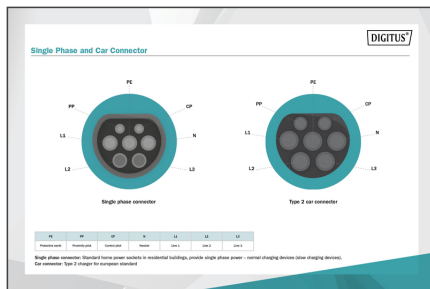 DIGITUS®
Single Phase and Car Connector
PE
PP
CP
L1
N
L2
L3
Single phase connector
PE
PP
CP
L1
N
L2
L3
Type 2 car connector
PE PP CP N L1 L2 L3
Protective earth Proximity pilot Control pilot Neutral Line 1 Line 2 Line 3
Single phase connector: Standard home power sockets in residential buildings, provide single phase power – normal charging devices (slow charging devices).
Car connector: Type 2 charger for european standard